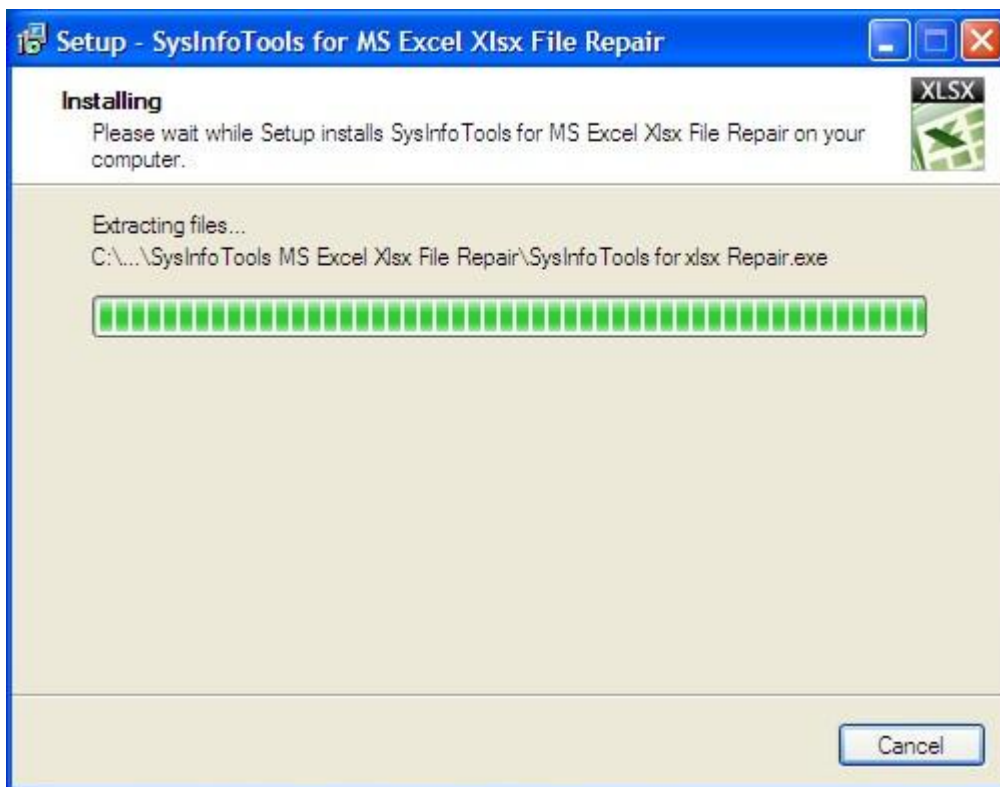 Setup - SysInfoTools for MS Excel Xlsx File Repair
XLSX
Installing
Please wait while Setup installs SysInfoTools for MS Excel Xlsx File Repair on your
computer.
Extracting files...
C:\...\SysInfoTools MS Excel Xlsx File Repair\SysInfoTools for xlsx Repair.exe
Cancel